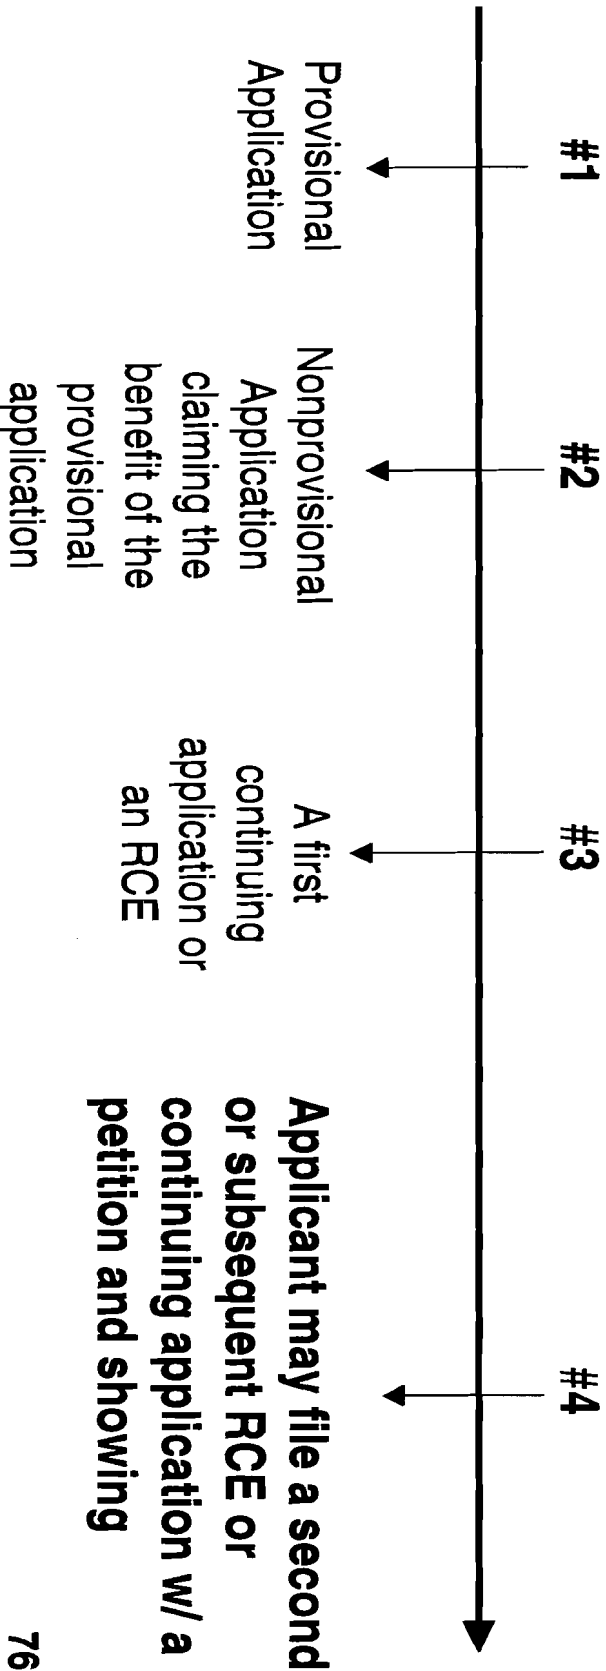 #1
Provisional
Application
#2
Nonprovisional
Application
claiming the
benefit of the
provisional
application
#3
A first
continuing
application or
an RCE
#4
Applicant may file a second
or subsequent RCE or
continuing application w/ a
petition and showing
76